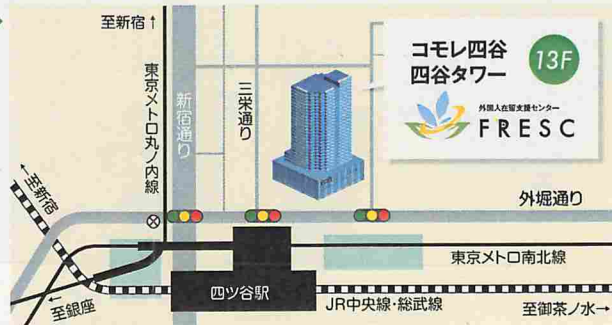 至新宿↑
東京メトロ丸ノ内線
新宿通り
三栄通り
コモレ四谷
四谷タワー
13F
外国人在留支援センター
FRESC
←至新宿
外堀通り
東京メトロ南北線
四ツ谷駅
JR中央線・総武線
←至銀座
至御茶ノ水→